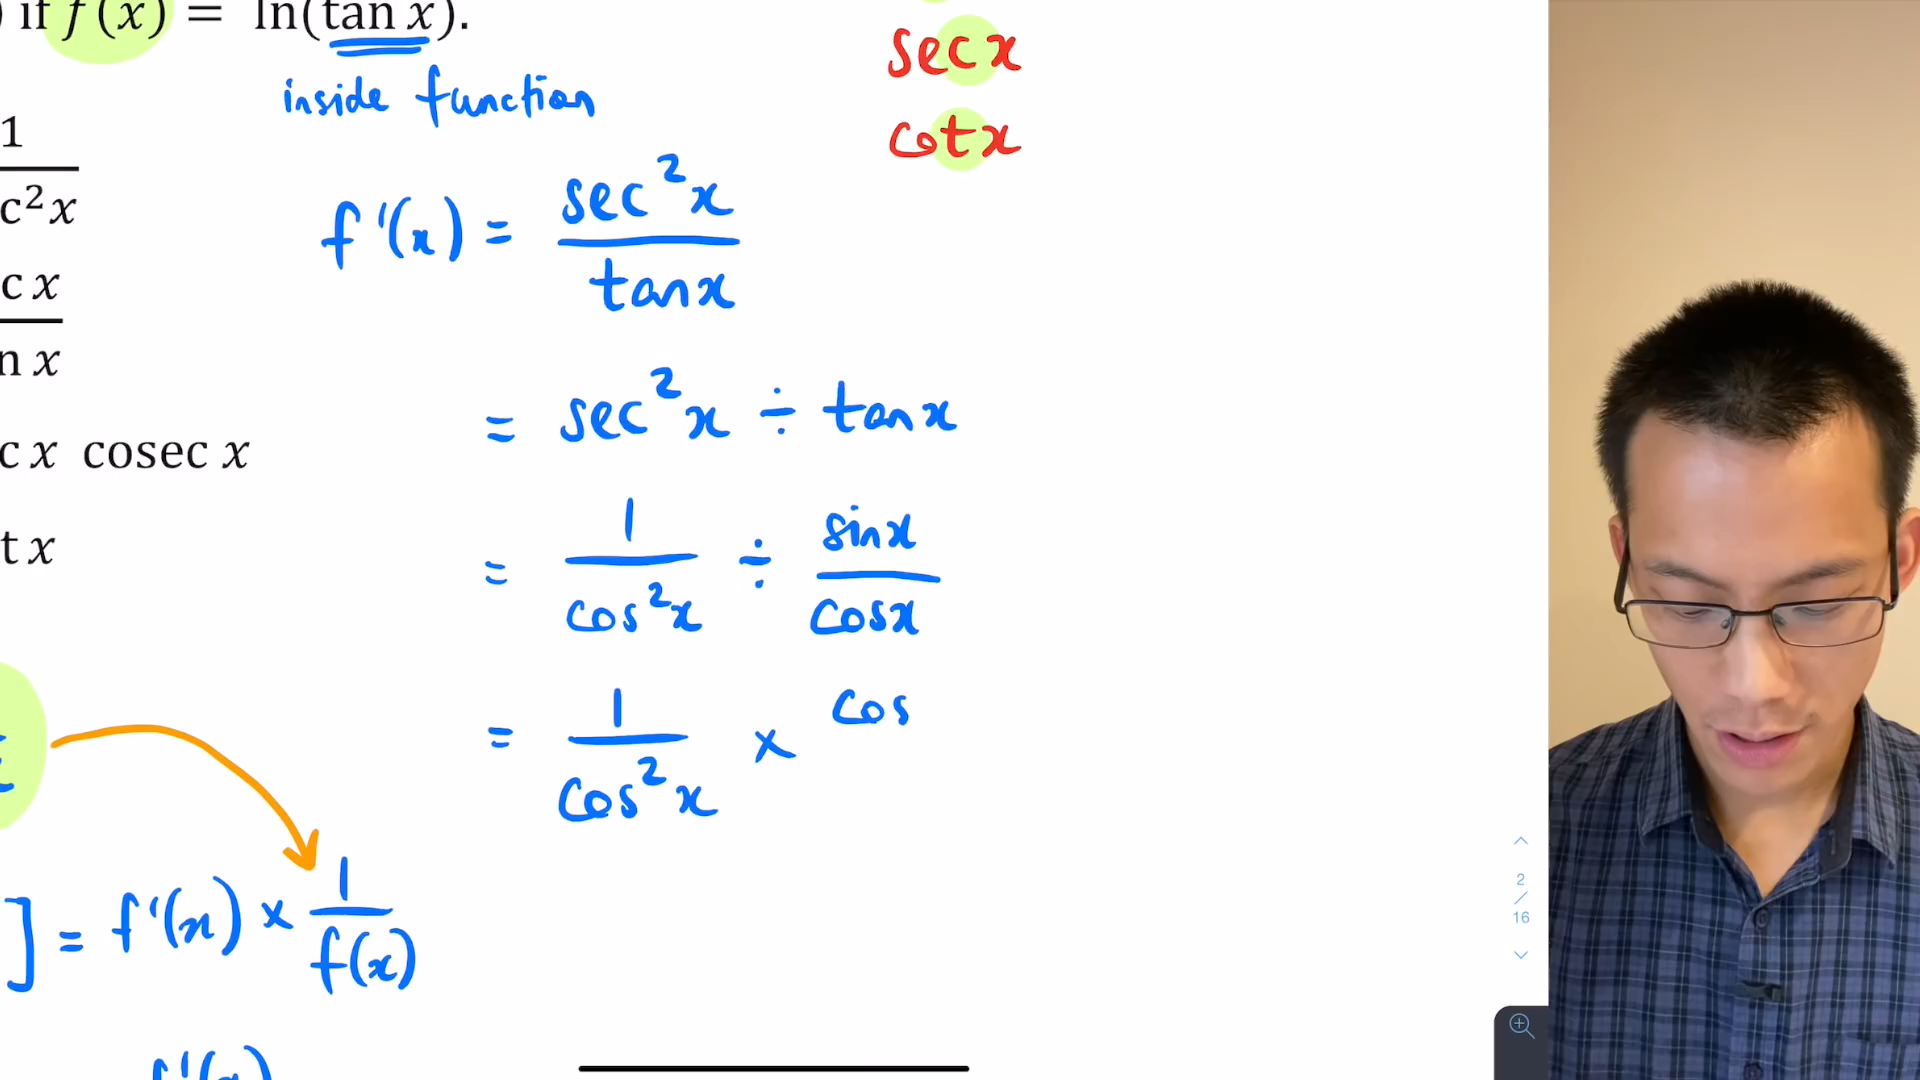 if f(x) = ln(tan x).
inside function
sec x
cot x
1
c²x
c x
n x
c x cosec x
t x
f'(x) = sec²x / tan x
= sec²x ÷ tan x
= 1 / cos²x ÷ sin x / cos x
= 1 / cos²x × cos
] = f'(x) × 1 / f(x)
f'(x)
2
/
16